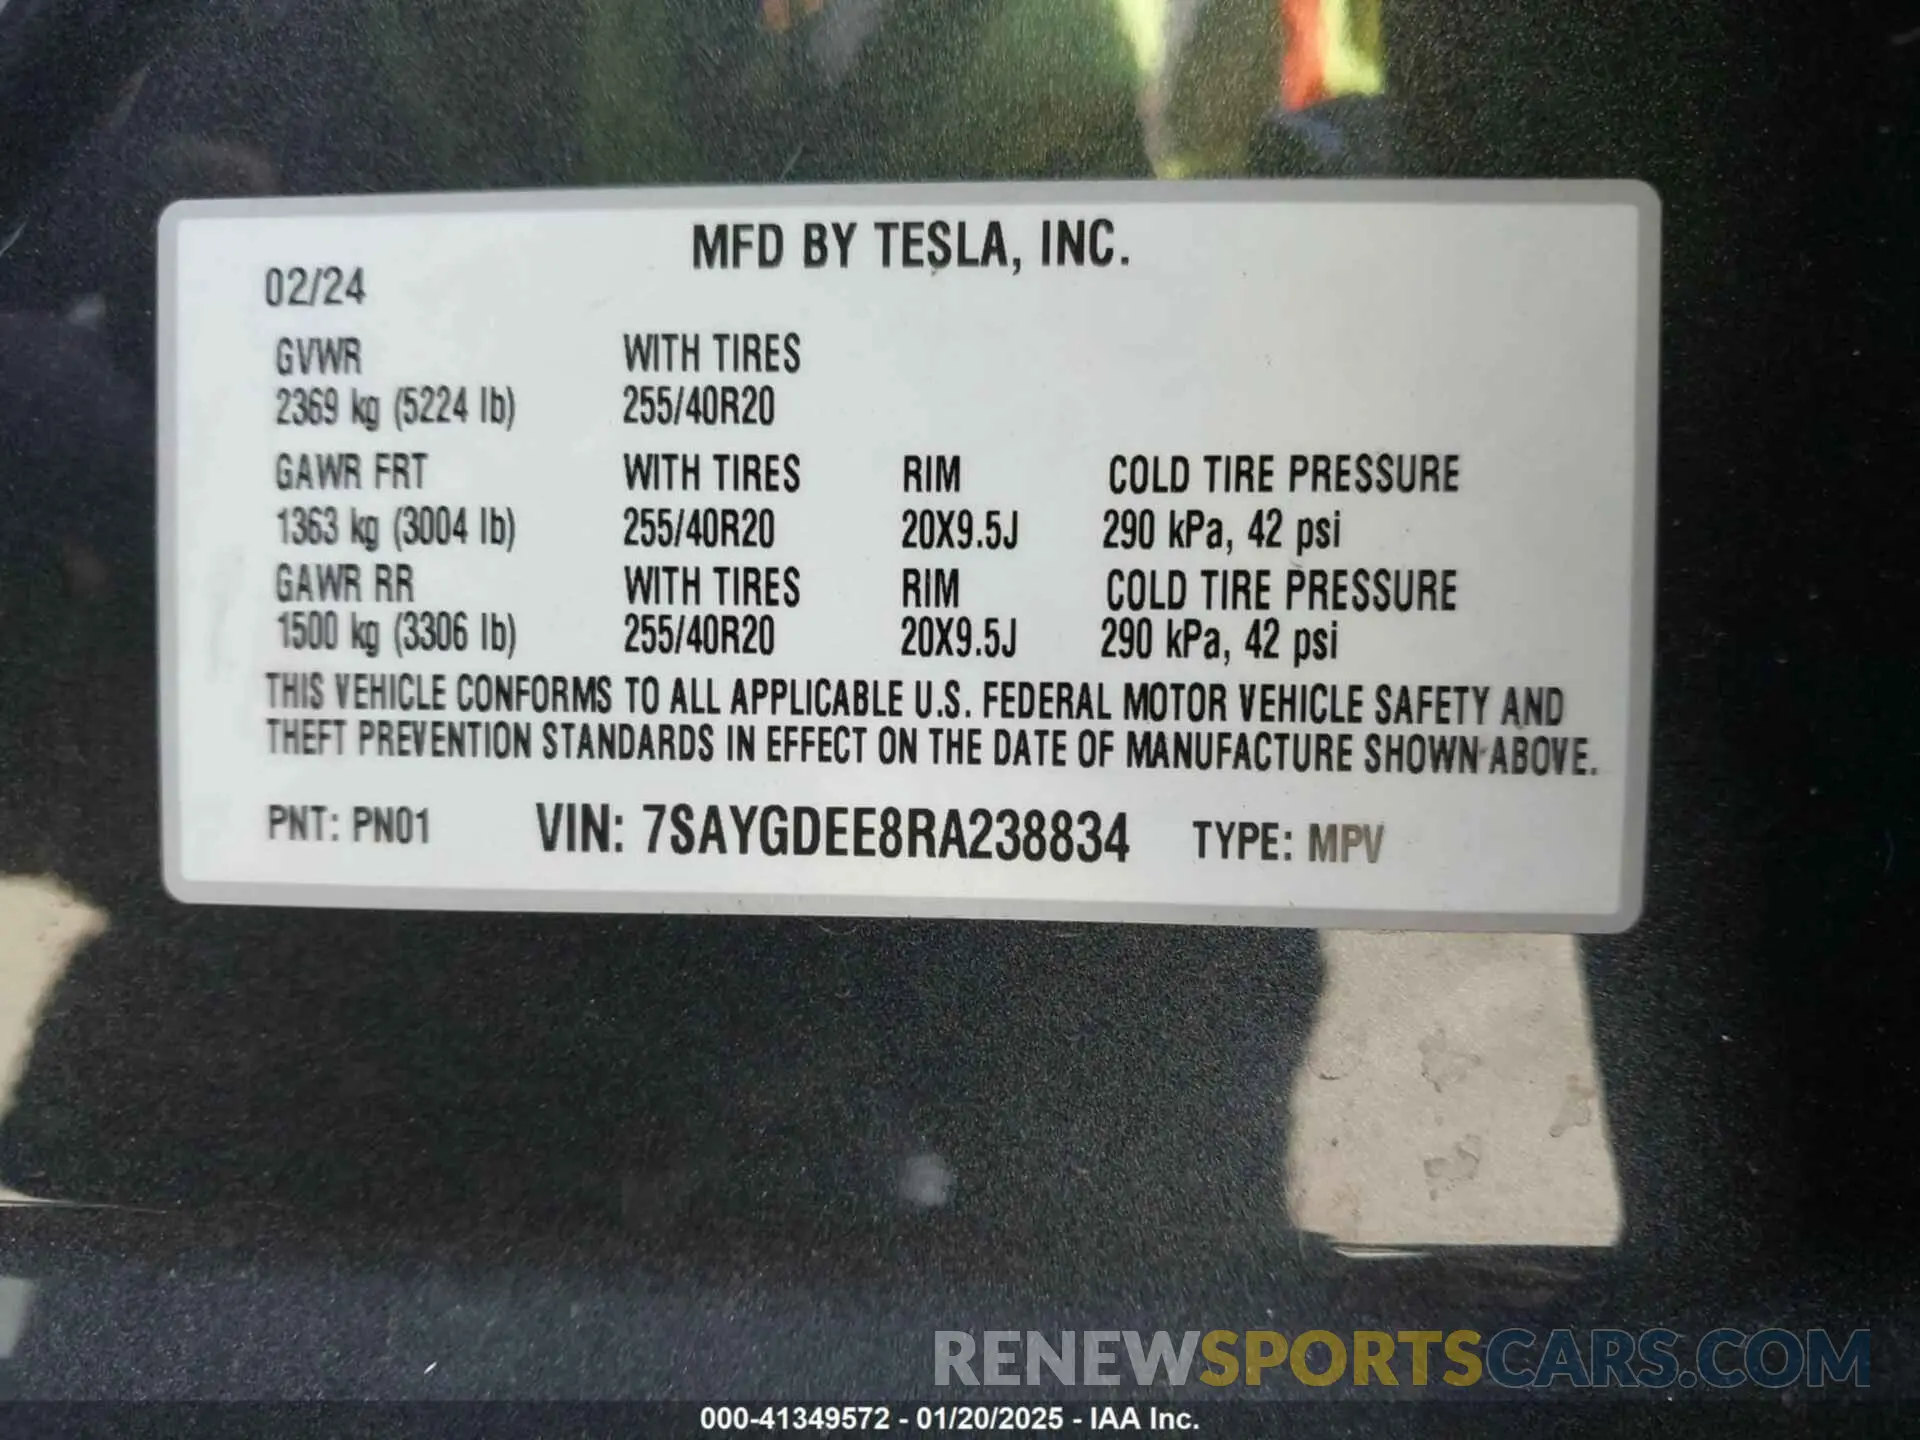 MFD BY TESLA, INC.
02/24
GVWR WITH TIRES
2369 kg (5224 lb) 255/40R20
GAWR FRT WITH TIRES RIM COLD TIRE PRESSURE
1363 kg (3004 lb) 255/40R20 20X9.5J 290 kPa, 42 psi
GAWR RR WITH TIRES RIM COLD TIRE PRESSURE
1500 kg (3306 lb) 255/40R20 20X9.5J 290 kPa, 42 psi
THIS VEHICLE CONFORMS TO ALL APPLICABLE U.S. FEDERAL MOTOR VEHICLE SAFETY AND
THEFT PREVENTION STANDARDS IN EFFECT ON THE DATE OF MANUFACTURE SHOWN ABOVE.
PNT: PN01 VIN: 7SAYGDEE8RA238834 TYPE: MPV
RENEWSPORTSCARS.COM
000-41349572 - 01/20/2025 - IAA Inc.